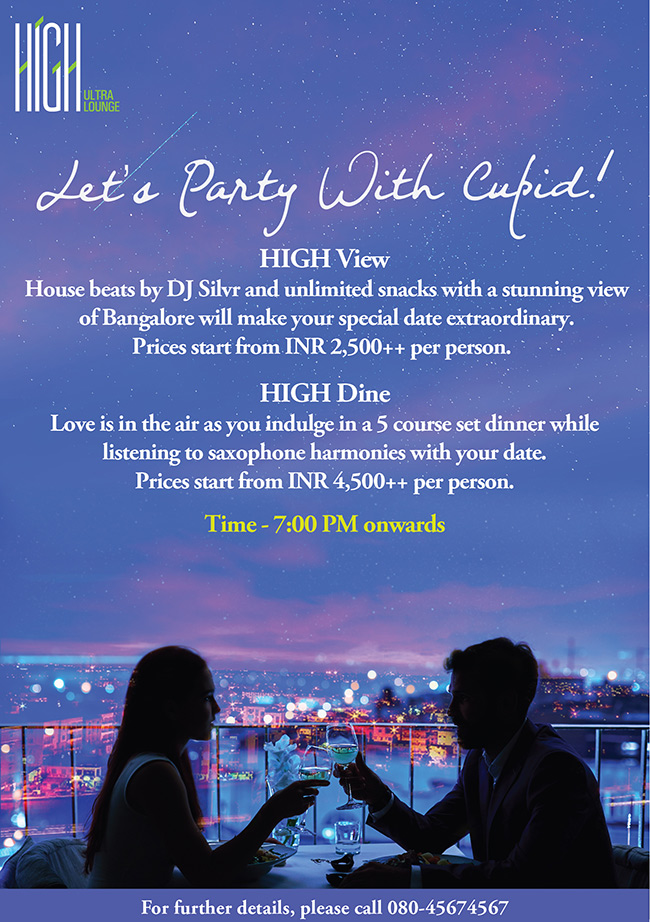 HIGH
ULTRA
LOUNGE
Let's Party With Cupid!
HIGH View
House beats by DJ Silvr and unlimited snacks with a stunning view
of Bangalore will make your special date extraordinary.
Prices start from INR 2,500++ per person.
HIGH Dine
Love is in the air as you indulge in a 5 course set dinner while
listening to saxophone harmonies with your date.
Prices start from INR 4,500++ per person.
Time - 7:00 PM onwards
For further details, please call 080-45674567